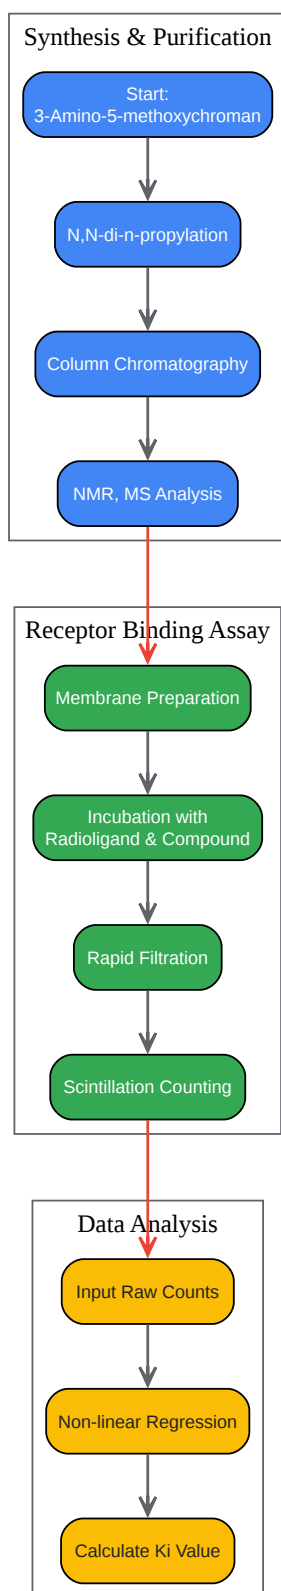 Synthesis & Purification
Start:
3-Amino-5-methoxychroman
N,N-di-n-propylation
Column Chromatography
NMR, MS Analysis
Receptor Binding Assay
Membrane Preparation
Incubation with
Radioligand & Compound
Rapid Filtration
Scintillation Counting
Data Analysis
Input Raw Counts
Non-linear Regression
Calculate Ki Value